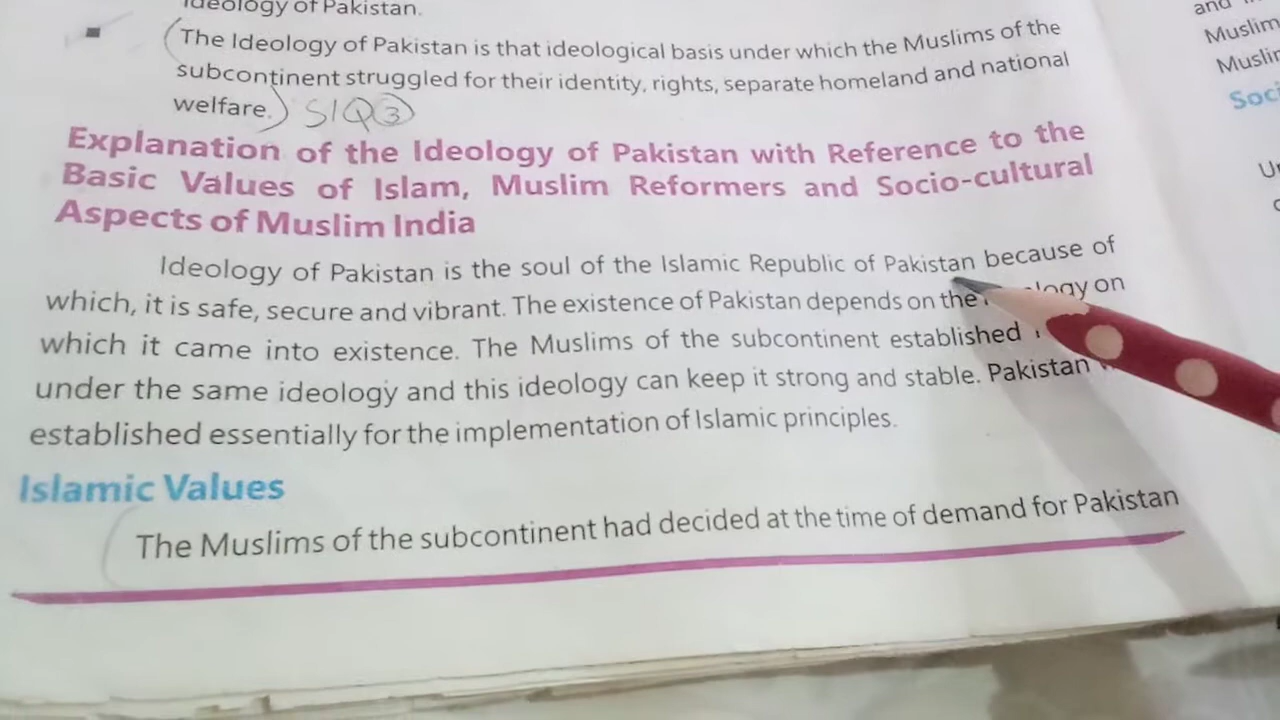 Ideology of Pakistan.
The Ideology of Pakistan is that ideological basis under which the Muslims of the
subcontinent struggled for their identity, rights, separate homeland and national
welfare. S/Q 3
Explanation of the Ideology of Pakistan with Reference to the
Basic Values of Islam, Muslim Reformers and Socio-cultural
Aspects of Muslim India
Ideology of Pakistan is the soul of the Islamic Republic of Pakistan because of
which, it is safe, secure and vibrant. The existence of Pakistan depends on the on
which it came into existence. The Muslims of the subcontinent established
under the same ideology and this ideology can keep it strong and stable. Pakistan
established essentially for the implementation of Islamic principles.
Islamic Values
The Muslims of the subcontinent had decided at the time of demand for Pakistan
and
Muslim
Soci